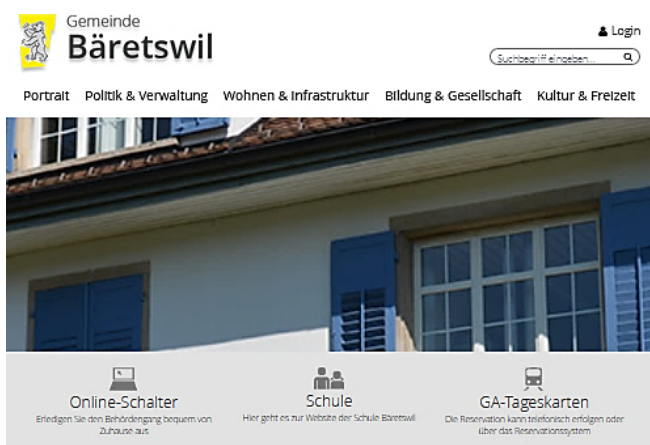 Gemeinde
Bäretswil
Login
Suchbegriff eingeben...
Portrait Politik & Verwaltung Wohnen & Infrastruktur Bildung & Gesellschaft Kultur & Freizeit
Online-Schalter
Erledigen Sie den Behördengang bequem von
Zuhause aus
Schule
Hier geht es zur Website der Schule Bäretswil
GA-Tageskarten
Die Reservation kann telefonisch erfolgen oder
über das Reservationssystem